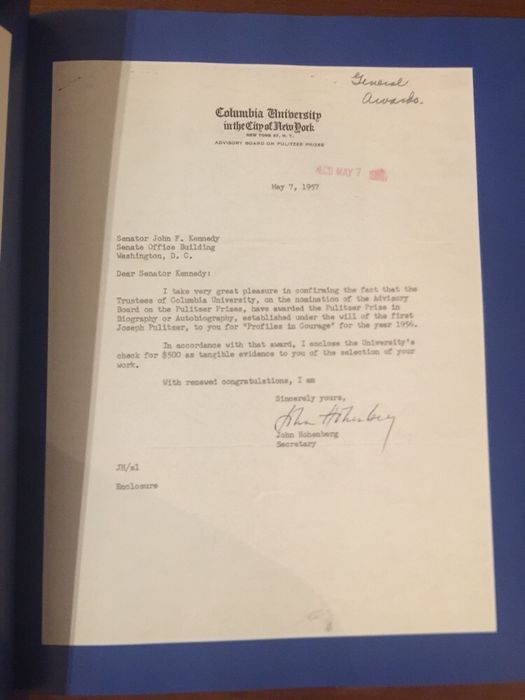 General
Awards.
Columbia University
in the City of New York
NEW YORK 27, N. Y.
ADVISORY BOARD ON PULITZER PRIZES
REC'D MAY 7
May 7, 1957
Senator John F. Kennedy
Senate Office Building
Washington, D. C.
Dear Senator Kennedy:
I take very great pleasure in confirming the fact that the
Trustees of Columbia University, on the nomination of the Advisory
Board on the Pulitzer Prizes, have awarded the Pulitzer Prize in
Biography or Autobiography, established under the will of the first
Joseph Pulitzer, to you for "Profiles in Courage" for the year 1956.
In accordance with that award, I enclose the University's
check for $500 as tangible evidence to you of the selection of your
work.
With renewed congratulations, I am
Sincerely yours,
John Hohenberg
John Hohenberg
Secretary
JH/sl
Enclosure